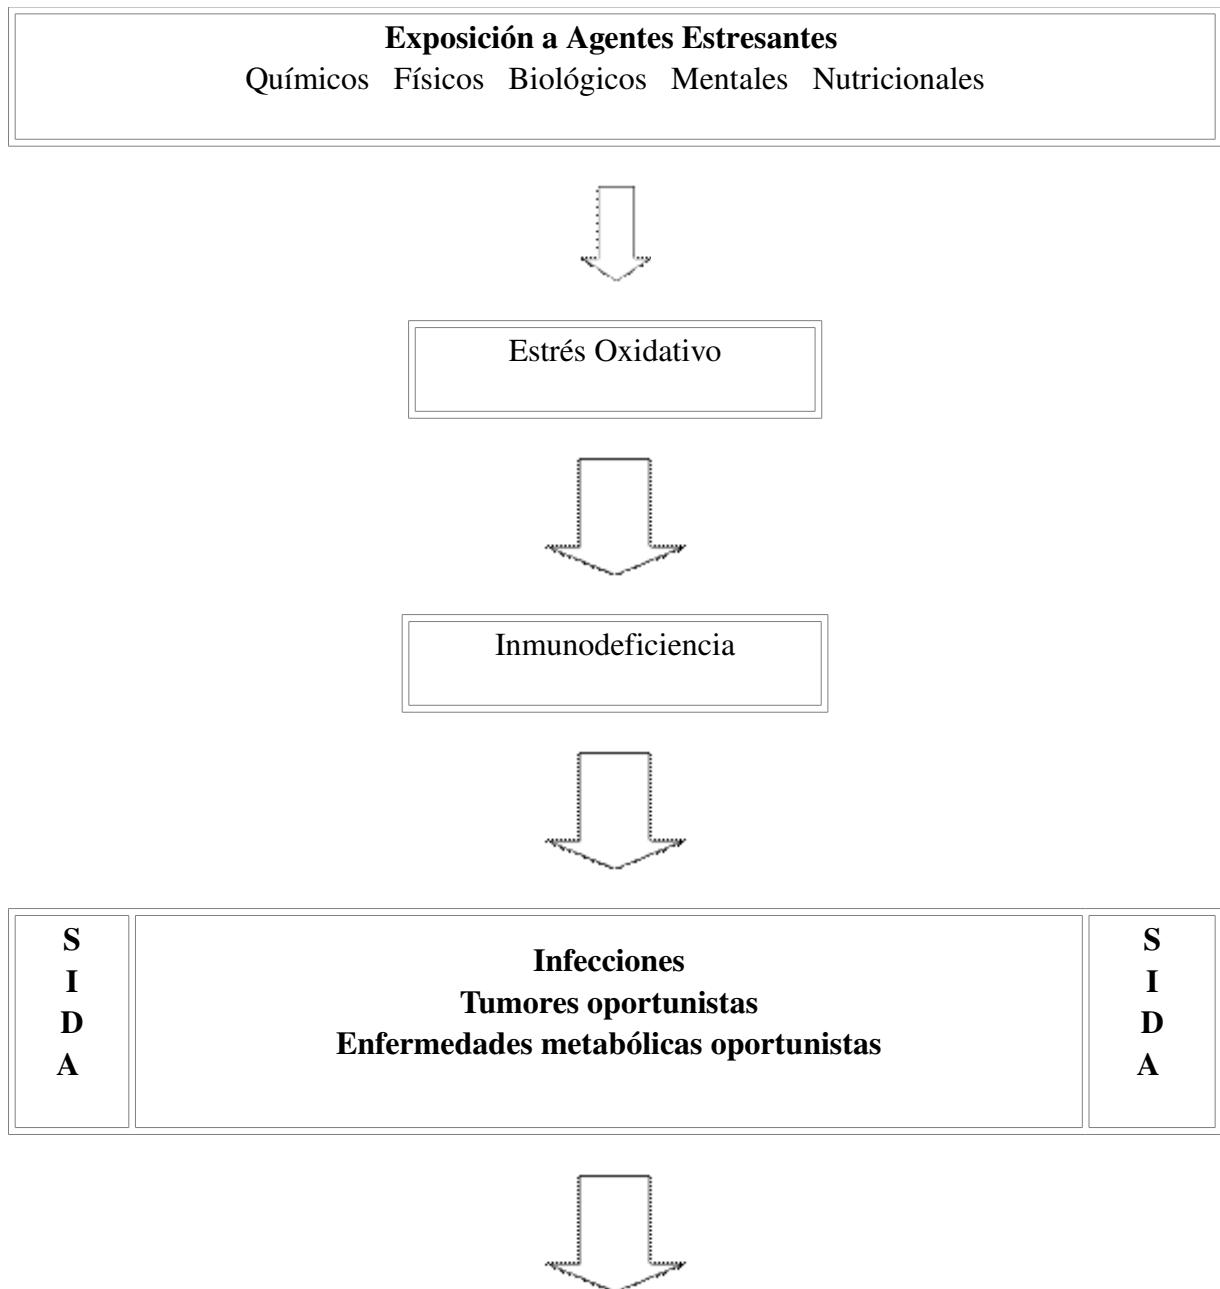 Exposición a Agentes Estresantes
Químicos Físicos Biológicos Mentales Nutricionales
Estrés Oxidativo
Inmunodeficiencia
S
I
D
A
Infecciones
Tumores oportunistas
Enfermedades metabólicas oportunistas
S
I
D
A